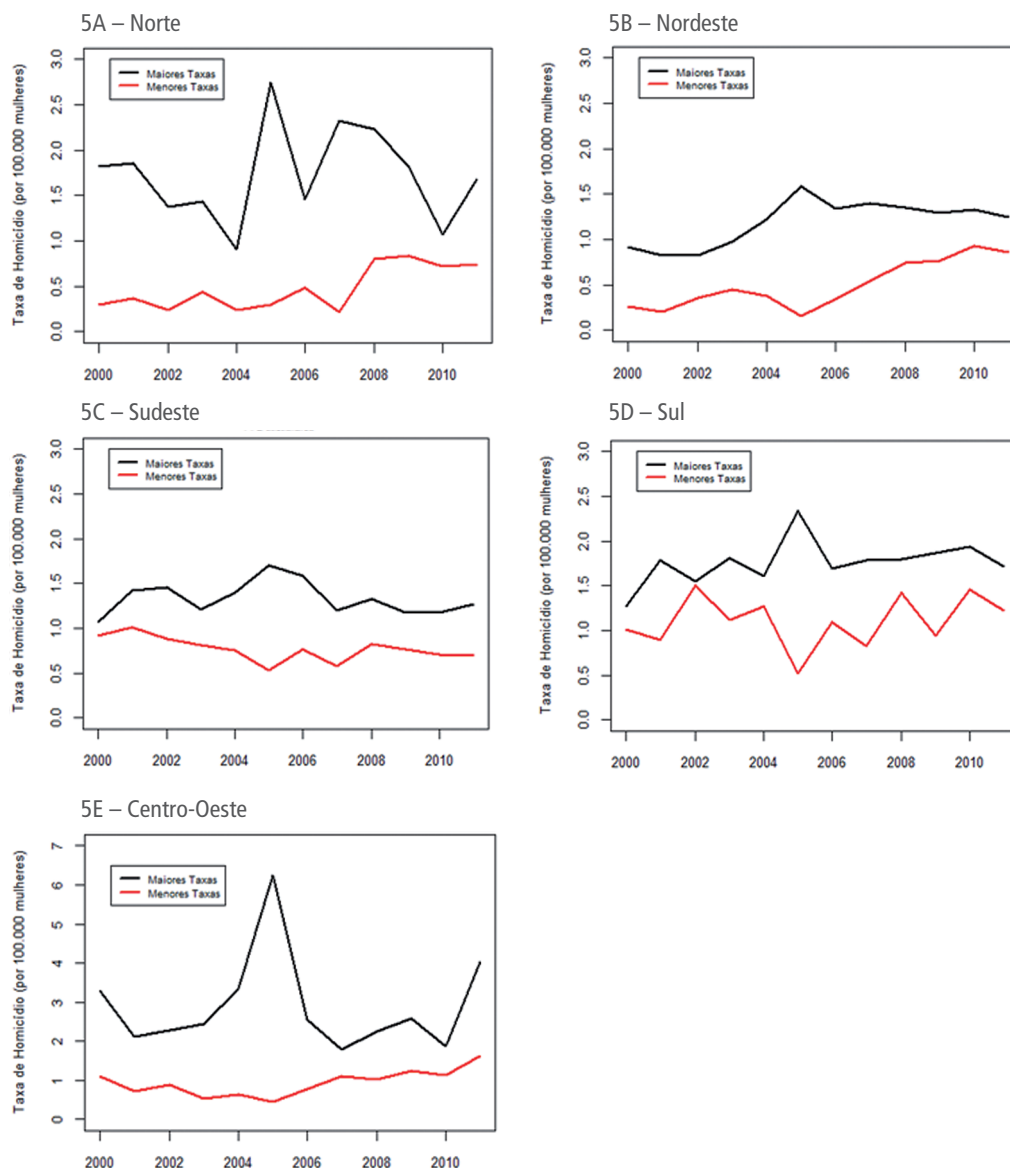 5A – Norte
Taxa de Homicídio (por 100.000 mulheres)
3.0
2.5
2.0
1.5
1.0
0.5
0.0
Maiores Taxas
Menores Taxas
2000 2002 2004 2006 2008 2010
5B – Nordeste
Taxa de Homicídio (por 100.000 mulheres)
3.0
2.5
2.0
1.5
1.0
0.5
0.0
Maiores Taxas
Menores Taxas
2000 2002 2004 2006 2008 2010
5C – Sudeste
Taxa de Homicídio (por 100.000 mulheres)
3.0
2.5
2.0
1.5
1.0
0.5
0.0
Maiores Taxas
Menores Taxas
2000 2002 2004 2006 2008 2010
5D – Sul
Taxa de Homicídio (por 100.000 mulheres)
3.0
2.5
2.0
1.5
1.0
0.5
0.0
Maiores Taxas
Menores Taxas
2000 2002 2004 2006 2008 2010
5E – Centro-Oeste
Taxa de Homicídio (por 100.000 mulheres)
7
6
5
4
3
2
1
0
Maiores Taxas
Menores Taxas
2000 2002 2004 2006 2008 2010